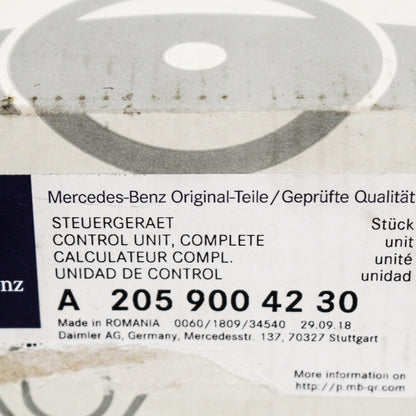 Mercedes-Benz Original-Teile/Geprüfte Qualität
STEUERGERAET Stück
CONTROL UNIT, COMPLETE unit
CALCULATEUR COMPL. unité
UNIDAD DE CONTROL unidad
nz
A 205 900 42 30
Made in ROMANIA 0060/1809/34540 29.09.18
Daimler AG, Germany, Mercedesstr. 137, 70327 Stuttgart
More information on
http://p.mb-qr.com/